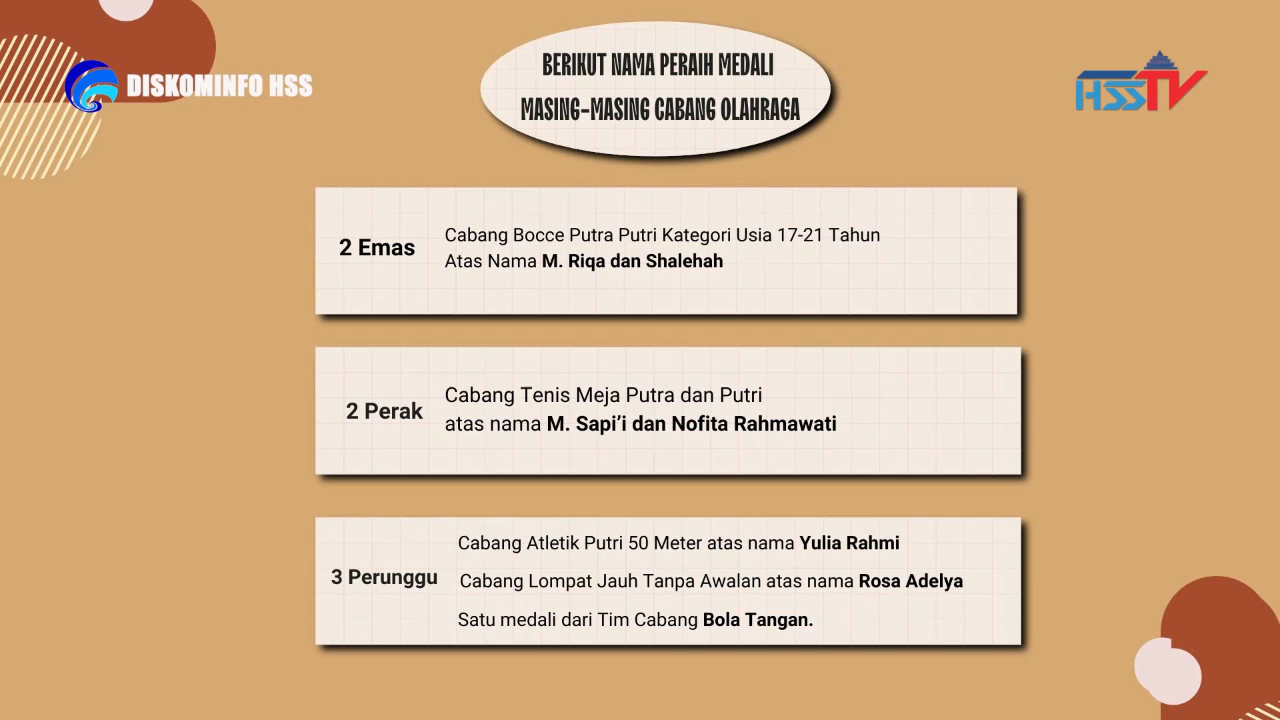 DISKOMINFO HSS
BERIKUT NAMA PERAIH MEDALI
MASING-MASING CABANG OLAHRAGA
HSSTV
2 Emas
Cabang Bocce Putra Putri Kategori Usia 17-21 Tahun
Atas Nama M. Riqa dan Shalehah
2 Perak
Cabang Tenis Meja Putra dan Putri
atas nama M. Sapi’i dan Nofita Rahmawati
3 Perunggu
Cabang Atletik Putri 50 Meter atas nama Yulia Rahmi
Cabang Lompat Jauh Tanpa Awalan atas nama Rosa Adelya
Satu medali dari Tim Cabang Bola Tangan.